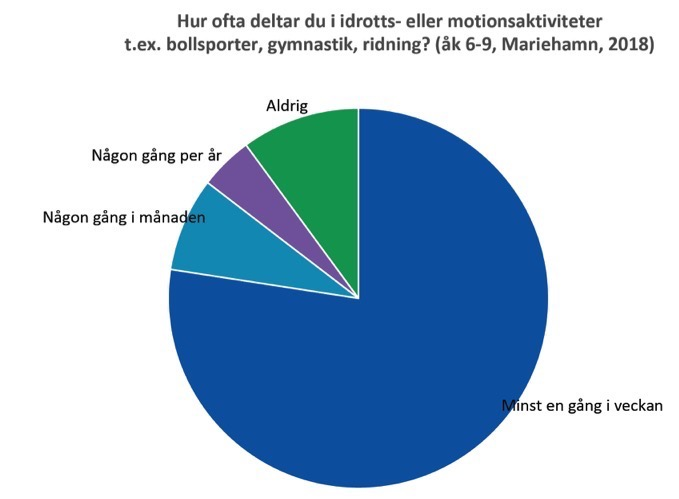 Hur ofta deltar du i idrotts- eller motionsaktiviteter
t.ex. bollsporter, gymnastik, ridning? (åk 6-9, Mariehamn, 2018)
Aldrig
Någon gång per år
Någon gång i månaden
Minst en gång i veckan